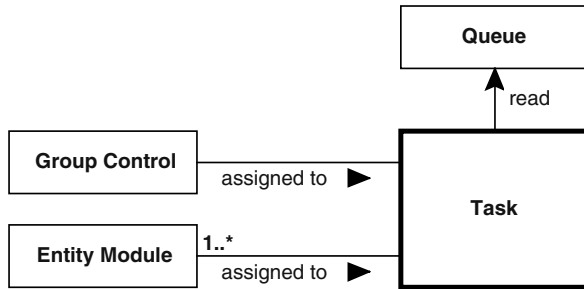 Queue
read
Group Control
assigned to
Task
Entity Module
1..*
assigned to